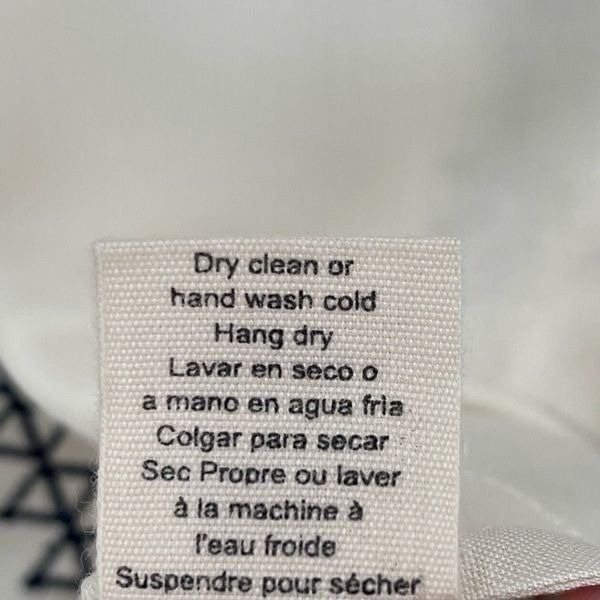 Dry clean or
hand wash cold
Hang dry
Lavar en seco o
a mano en agua fria
Colgar para secar
Sec Propre ou laver
à la machine à
l'eau froide
Suspendre pour sécher